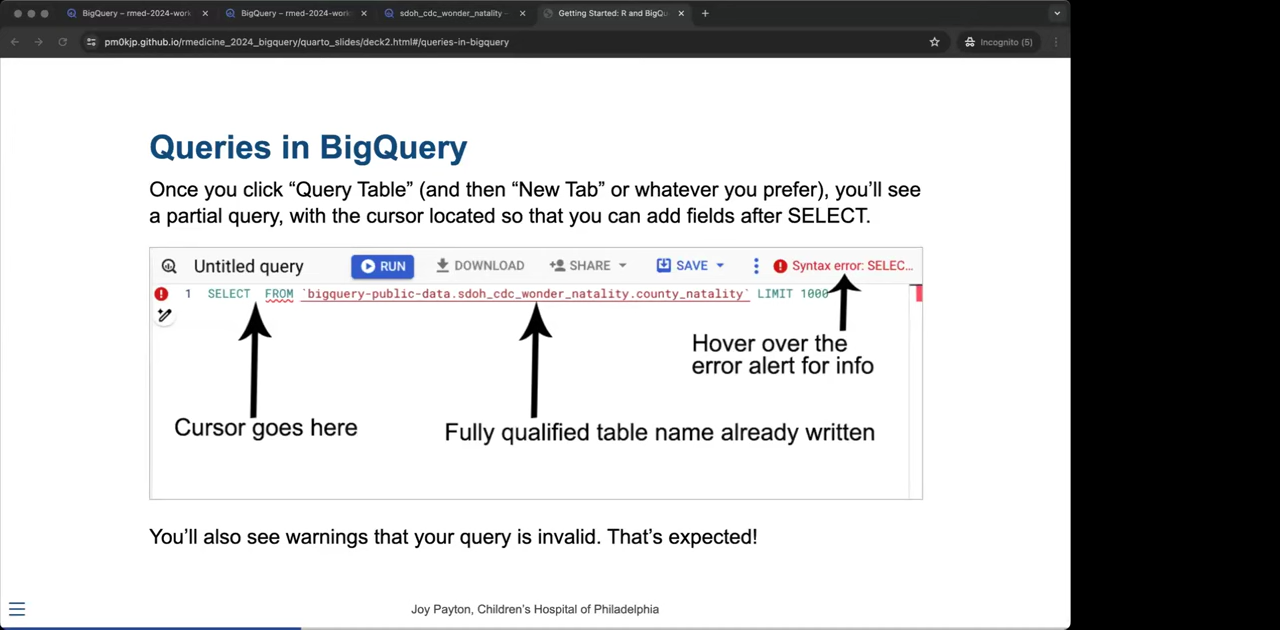 BigQuery – rmed-2024-work
BigQuery – rmed-2024-work
sdoh_cdc_wonder_natality –
Getting Started: R and BigQu
pm0kjp.github.io/rmedicine_2024_bigquery/quarto_slides/deck2.html#/queries-in-bigquery
Incognito (5)
Queries in BigQuery
Once you click “Query Table” (and then “New Tab” or whatever you prefer), you’ll see
a partial query, with the cursor located so that you can add fields after SELECT.
Untitled query
RUN
DOWNLOAD
SHARE
SAVE
Syntax error: SELEC...
1 SELECT FROM `bigquery-public-data.sdoh_cdc_wonder_natality.county_natality` LIMIT 1000
Hover over the
error alert for info
Cursor goes here
Fully qualified table name already written
You’ll also see warnings that your query is invalid. That’s expected!
Joy Payton, Children’s Hospital of Philadelphia